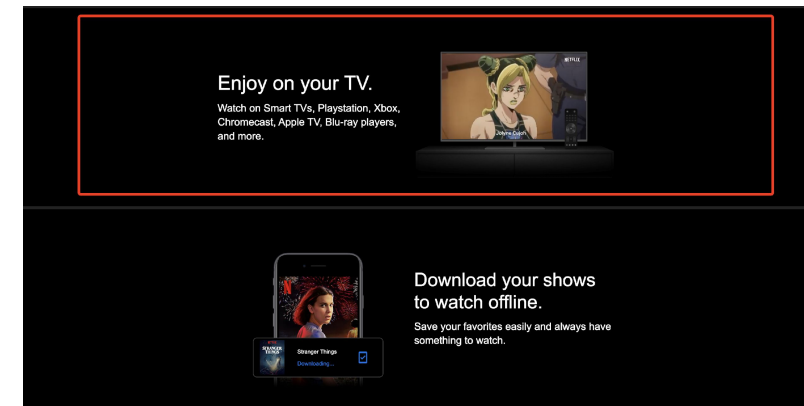 Enjoy on your TV.
Watch on Smart TVs, Playstation, Xbox,
Chromecast, Apple TV, Blu-ray players,
and more.
NETFLIX
Jolyne Cujoh
Download your shows
to watch offline.
Save your favorites easily and always have
something to watch.
N
STRANGER
THINGS
Stranger Things
Downloading...